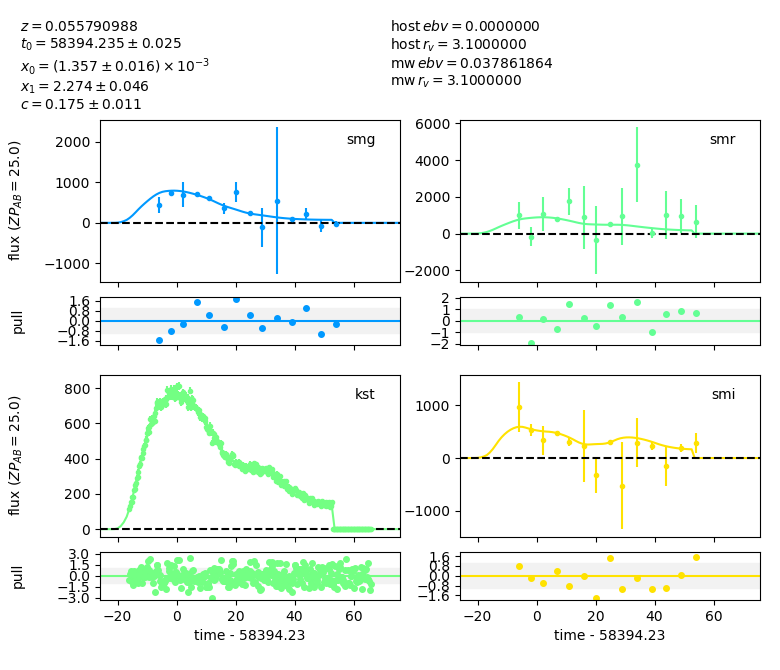 z = 0.055790988
t₀ = 58394.235 ± 0.025
x₀ = (1.357 ± 0.016) × 10⁻³
x₁ = 2.274 ± 0.046
c = 0.175 ± 0.011
host ebv = 0.0000000
host r_v = 3.1000000
mw ebv = 0.037861864
mw r_v = 3.1000000
smg
2000
1000
0
−1000
flux (ZP_AB = 25.0)
smr
6000
4000
2000
0
−2000
1.6
0.8
0.0
−0.8
−1.6
pull
2
1
0
−1
−2
kst
800
600
400
200
0
flux (ZP_AB = 25.0)
smi
1000
0
−1000
3.0
1.5
0.0
−1.5
−3.0
pull
−20 0 20 40 60
time - 58394.23
1.6
0.8
0.0
−0.8
−1.6
−20 0 20 40 60
time - 58394.23